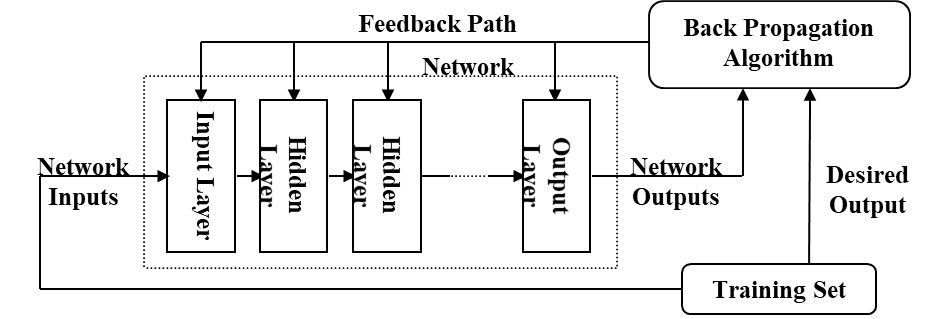 Feedback Path
Back Propagation
Algorithm
Network
Input Layer
Hidden
Layer
Hidden
Layer
Output
Layer
Network
Inputs
Network
Outputs
Desired
Output
Training Set